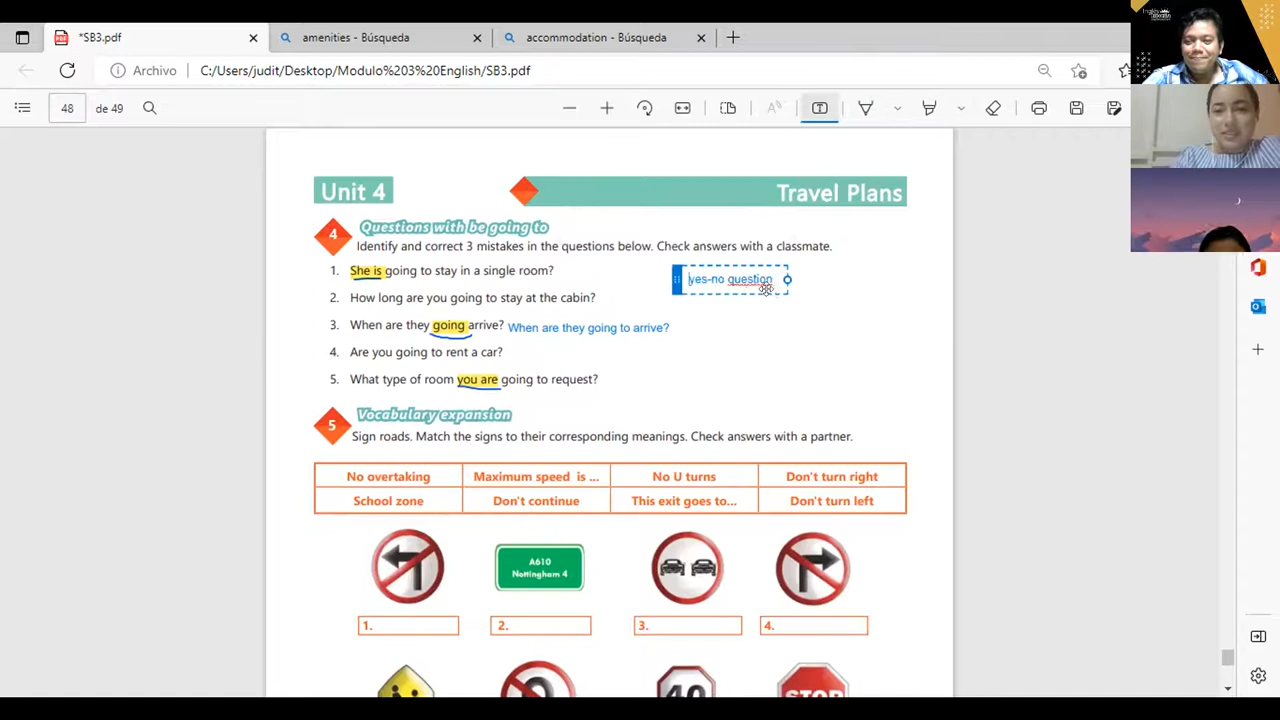 *SB3.pdf
amenities - Búsqueda
accommodation - Búsqueda
Archivo
C:/Users/judit/Desktop/Modulo%203%20English/SB3.pdf
48
de 49
Unit 4
Travel Plans
4
Questions with be going to
Identify and correct 3 mistakes in the questions below. Check answers with a classmate.
1. She is going to stay in a single room?
yes-no question
2. How long are you going to stay at the cabin?
3. When are they going arrive? When are they going to arrive?
4. Are you going to rent a car?
5. What type of room you are going to request?
5
Vocabulary expansion
Sign roads. Match the signs to their corresponding meanings. Check answers with a partner.
No overtaking
Maximum speed is ...
No U turns
Don't turn right
School zone
Don't continue
This exit goes to...
Don't turn left
A610
Nottingham 4
1.
2.
3.
4.
40
STOP